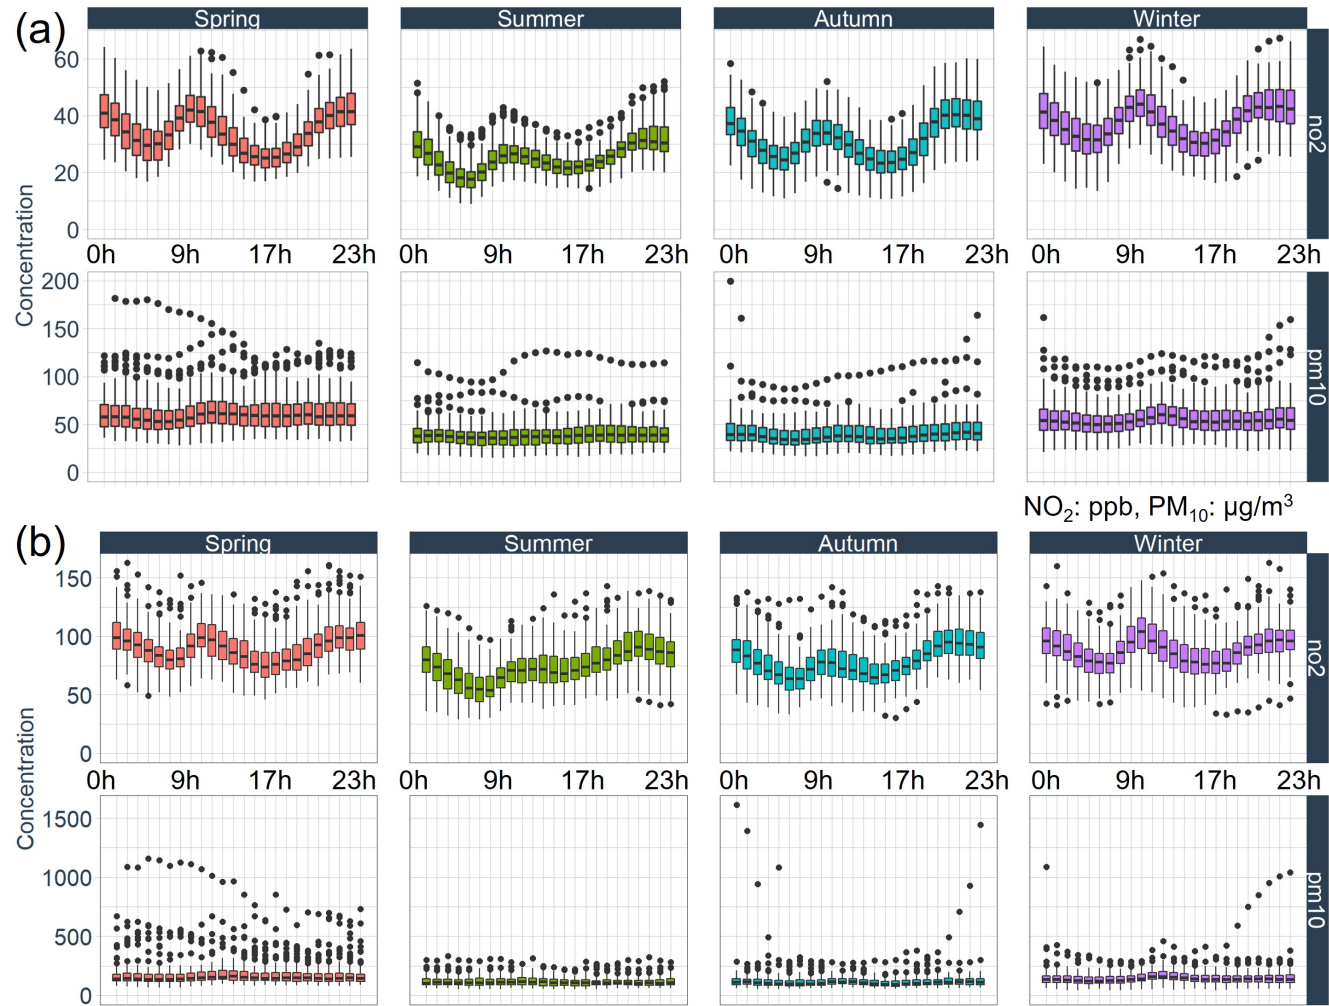 (a)
Spring Summer Autumn Winter
60
40
20
0
no2
0h 9h 17h 23h 0h 9h 17h 23h 0h 9h 17h 23h 0h 9h 17h 23h
Concentration
200
150
100
50
0
pm10
NO₂: ppb, PM₁₀: µg/m³
(b)
Spring Summer Autumn Winter
150
100
50
0
no2
0h 9h 17h 23h 0h 9h 17h 23h 0h 9h 17h 23h 0h 9h 17h 23h
Concentration
1500
1000
500
0
pm10